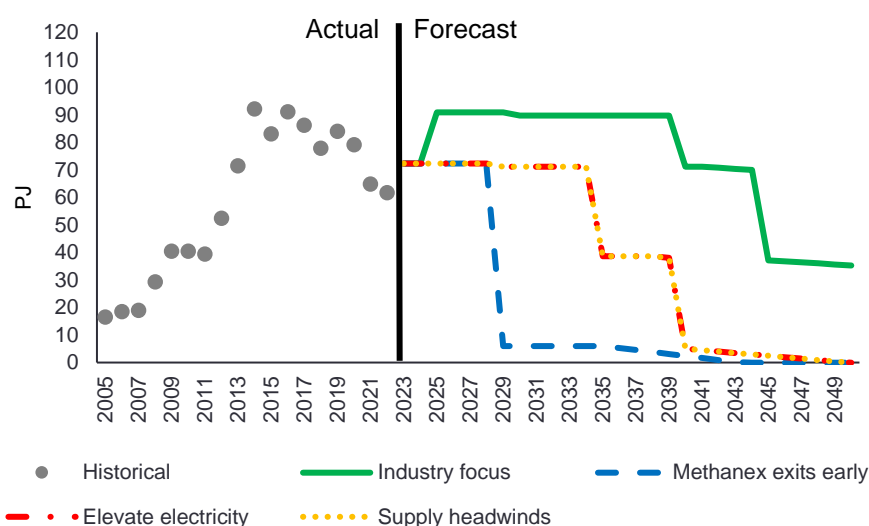 Actual Forecast
PJ
120
110
100
90
80
70
60
50
40
30
20
10
0
2005 2007 2009 2011 2013 2015 2017 2019 2021 2023 2025 2027 2029 2031 2033 2035 2037 2039 2041 2043 2045 2047 2049
Historical Industry focus Methanex exits early
Elevate electricity Supply headwinds